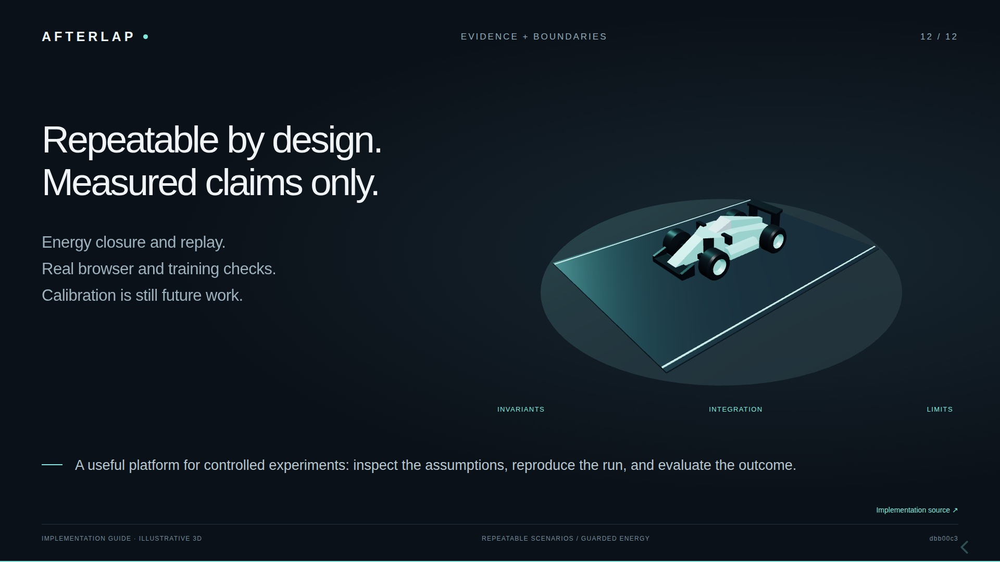 AFTERLAP
EVIDENCE + BOUNDARIES
12 / 12
Repeatable by design.
Measured claims only.
Energy closure and replay.
Real browser and training checks.
Calibration is still future work.
INVARIANTS
INTEGRATION
LIMITS
A useful platform for controlled experiments: inspect the assumptions, reproduce the run, and evaluate the outcome.
Implementation source ↗
IMPLEMENTATION GUIDE · ILLUSTRATIVE 3D
REPEATABLE SCENARIOS / GUARDED ENERGY
dbb00c3